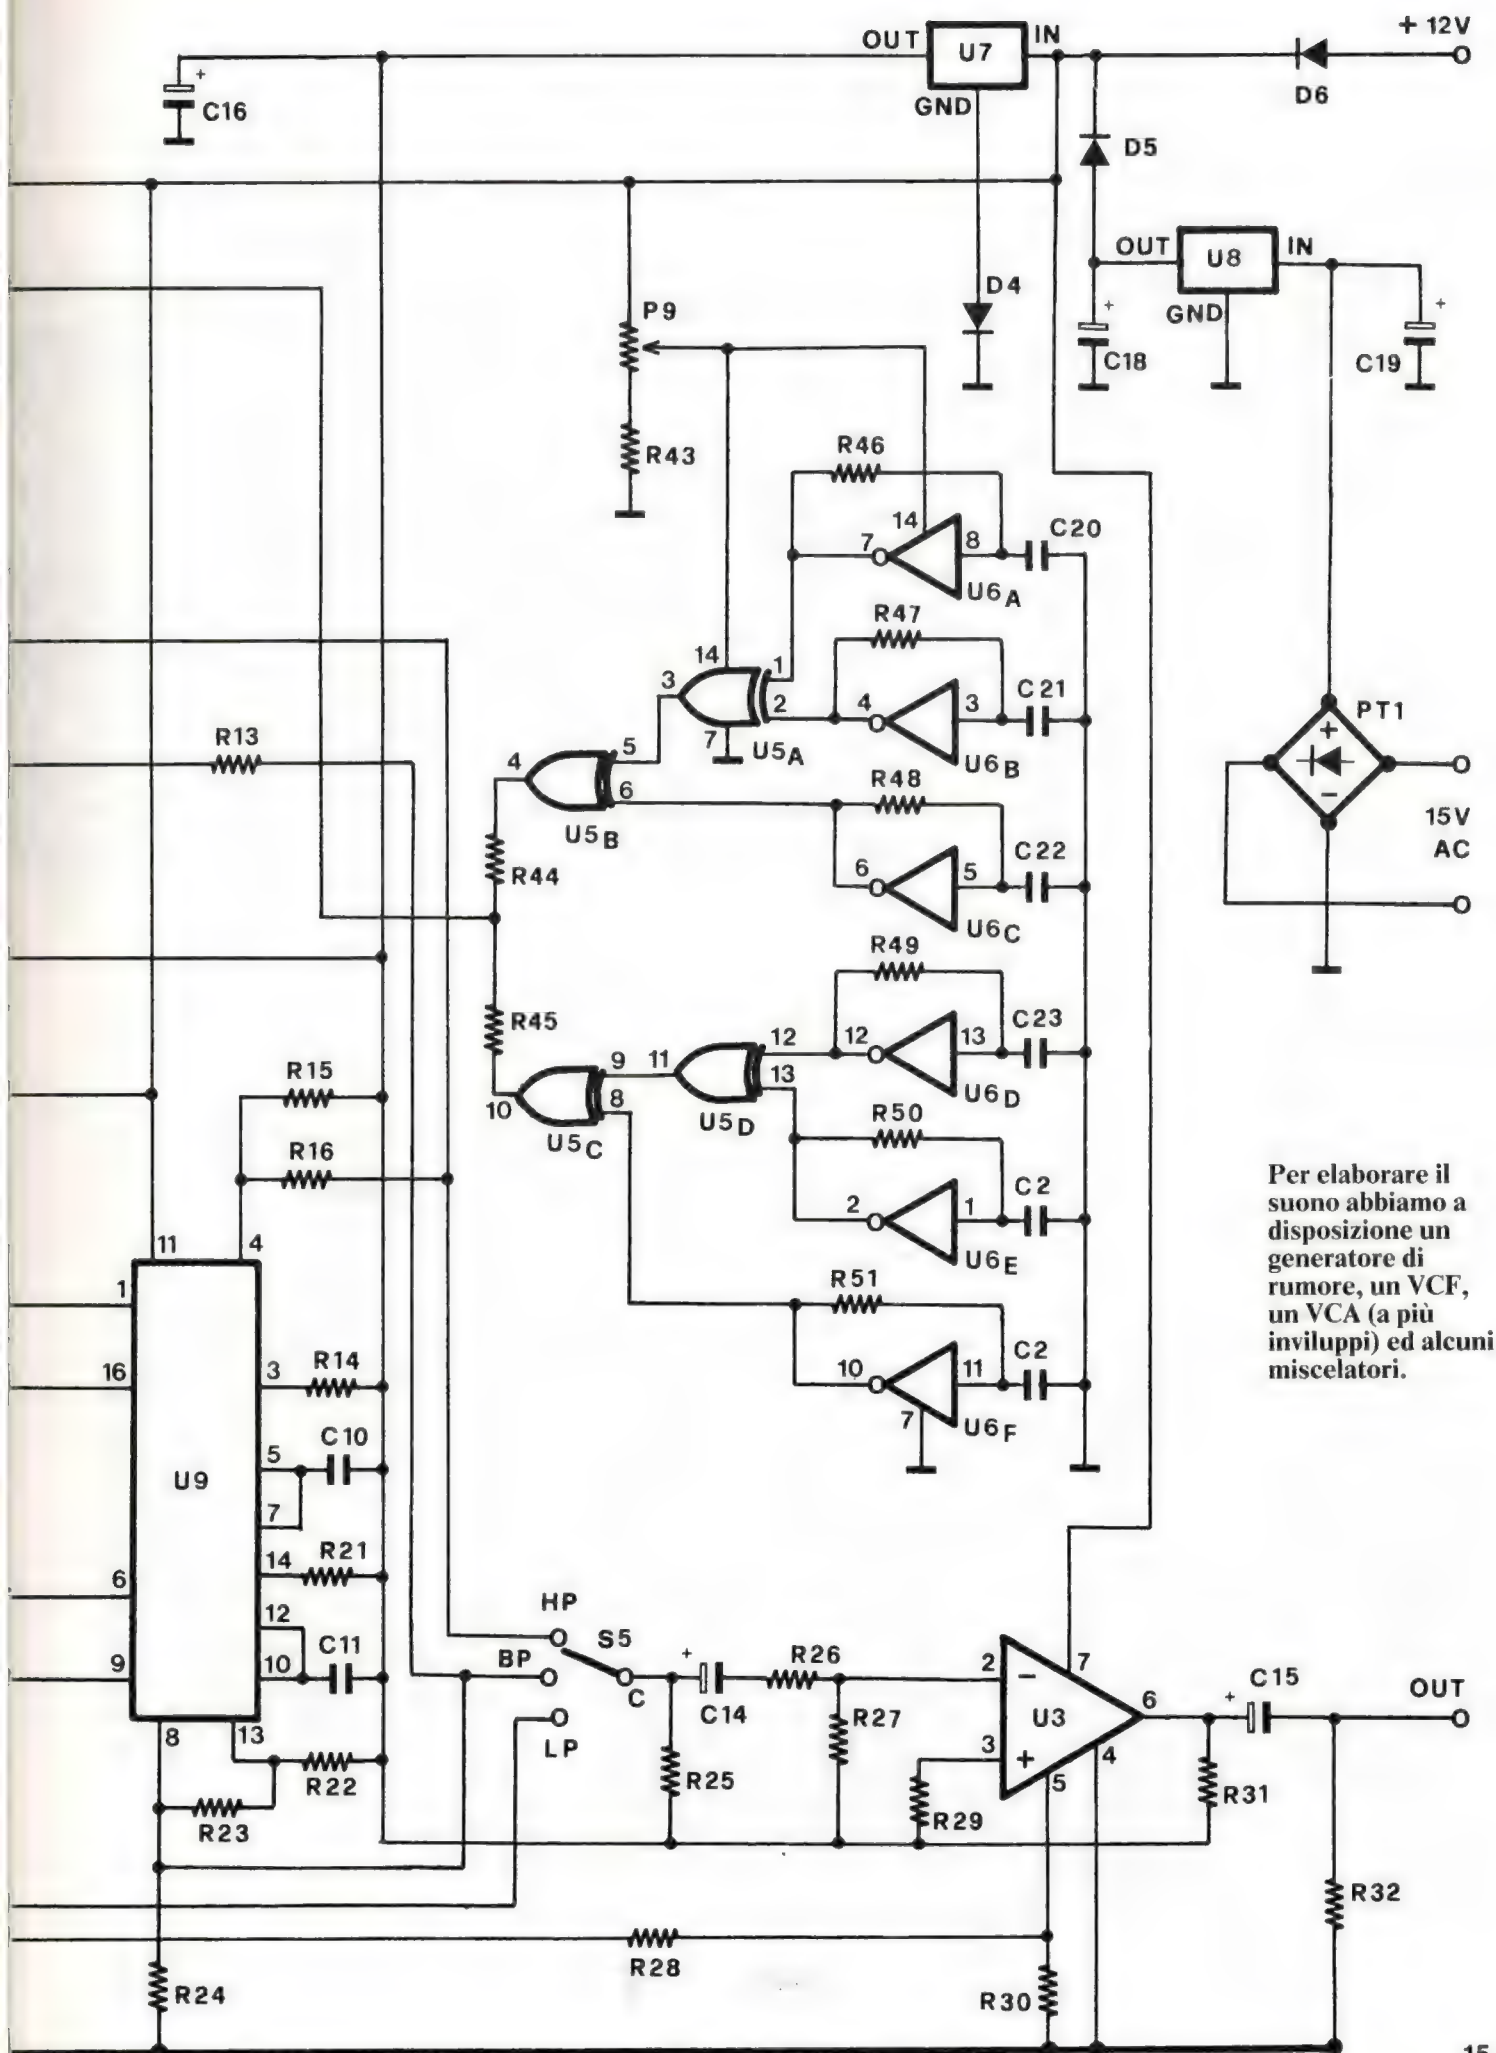 + 12V
OUT
U7
IN
GND
D6
+
C16
D5
OUT
U8
IN
GND
D4
+
C18
+
C19
P9
R43
R46
14
7
8
C20
U6A
R47
14
3
1
2
7
U5A
4
3
C21
U6B
PT1
+
−
15V
AC
R13
4
5
6
U5B
R48
6
5
C22
U6C
R44
R49
R45
12
13
C23
U6D
9
11
12
13
10
8
U5C
U5D
R50
2
1
C2
U6E
R15
R16
11
4
Per elaborare il
suono abbiamo a
disposizione un
generatore di
rumore, un VCF,
un VCA (a più
inviluppi) ed alcuni
miscelatori.
R51
10
11
C2
7
U6F
1
16
3
R14
5
C10
7
U9
14
R21
6
12
C11
9
10
8
13
R22
R23
HP
BP
S5
C
LP
+
C14
R26
R27
R25
2
−
7
U3
6
3
+
5
4
R29
+
C15
OUT
R31
R32
R28
R24
R30
15